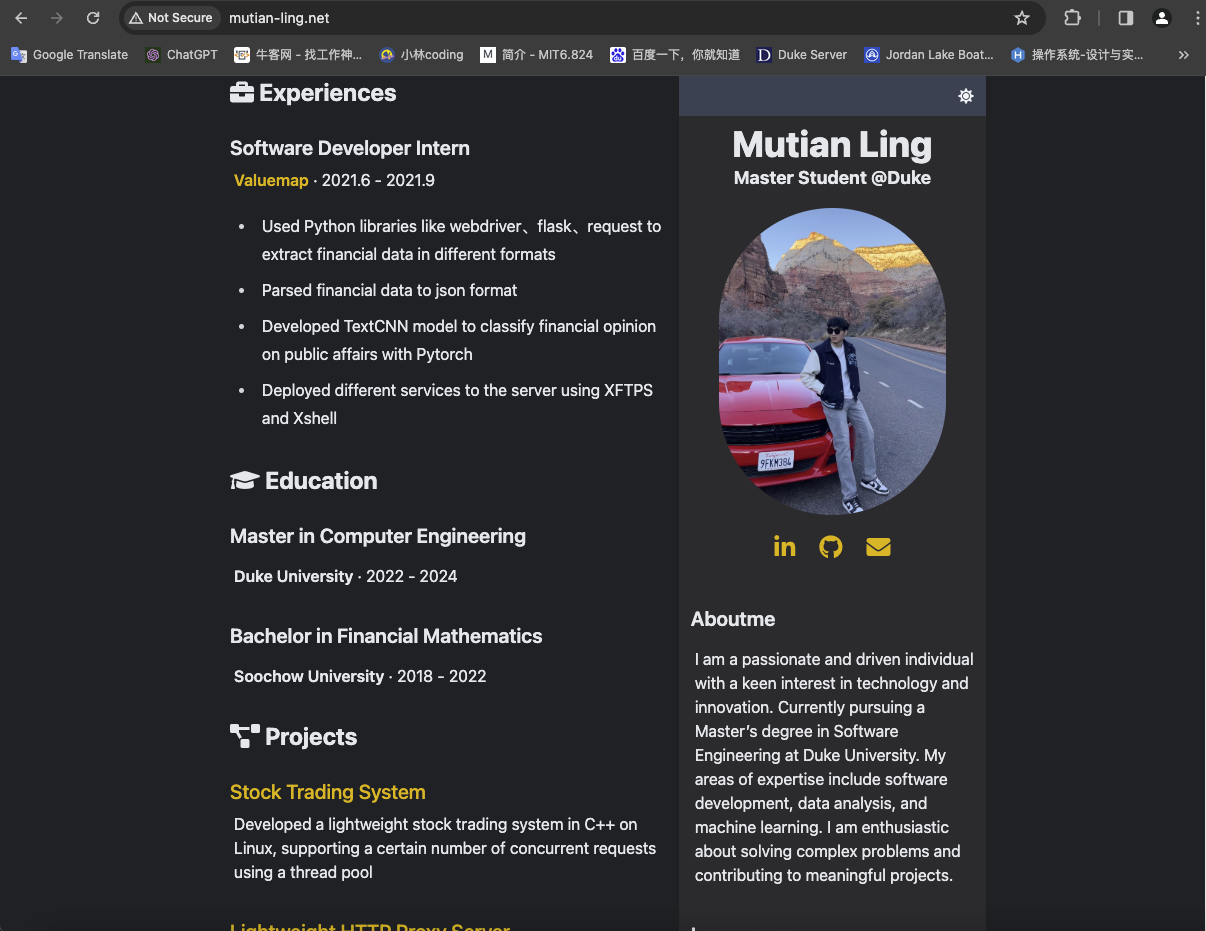 Not Secure
mutian-ling.net
Google Translate
ChatGPT
牛客网 - 找工作神...
小林coding
M
简介 - MIT6.824
百度一下，你就知道
D
Duke Server
Jordan Lake Boat...
H
操作系统-设计与实...
»
Experiences
Software Developer Intern
Valuemap · 2021.6 - 2021.9
• Used Python libraries like webdriver、flask、request to
extract financial data in different formats
• Parsed financial data to json format
• Developed TextCNN model to classify financial opinion
on public affairs with Pytorch
• Deployed different services to the server using XFTPS
and Xshell
Education
Master in Computer Engineering
Duke University · 2022 - 2024
Bachelor in Financial Mathematics
Soochow University · 2018 - 2022
Projects
Stock Trading System
Developed a lightweight stock trading system in C++ on
Linux, supporting a certain number of concurrent requests
using a thread pool
Lightweight HTTP Proxy Server
Mutian Ling
Master Student @Duke
9FKM384
in
Aboutme
I am a passionate and driven individual
with a keen interest in technology and
innovation. Currently pursuing a
Master’s degree in Software
Engineering at Duke University. My
areas of expertise include software
development, data analysis, and
machine learning. I am enthusiastic
about solving complex problems and
contributing to meaningful projects.